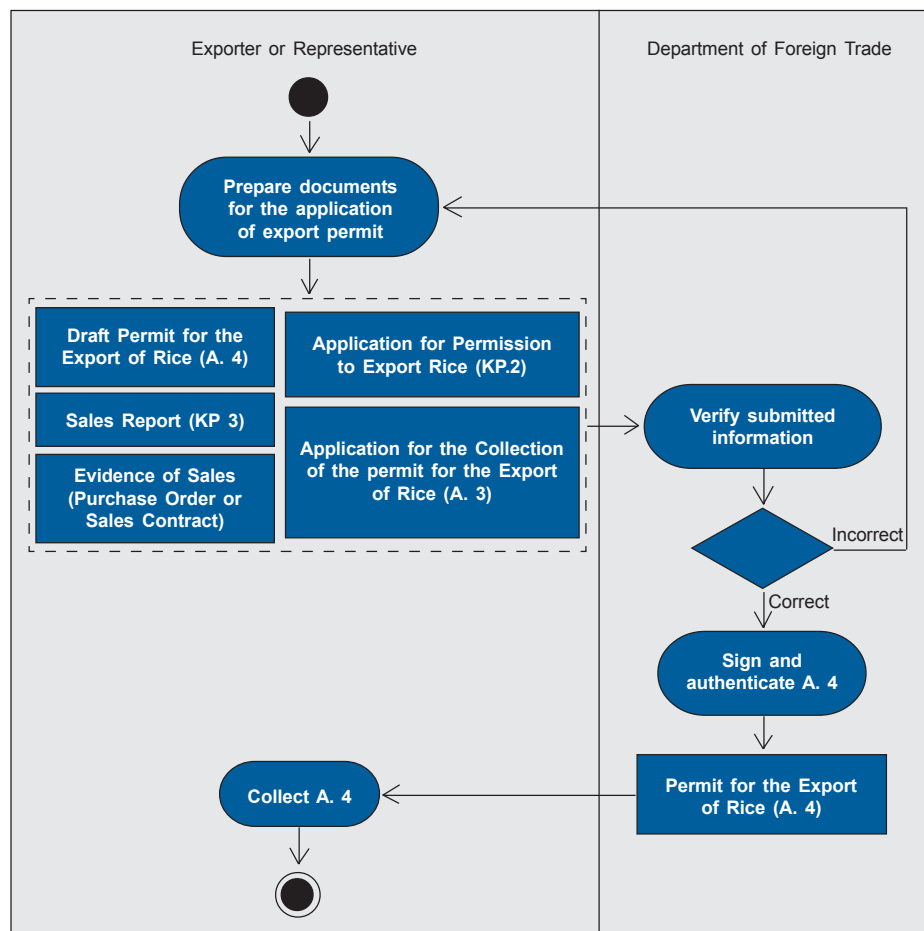 Exporter or Representative
Department of Foreign Trade
Prepare documents
for the application
of export permit
Draft Permit for the
Export of Rice (A. 4)
Application for Permission
to Export Rice (KP.2)
Sales Report (KP 3)
Application for the Collection
of the permit for the Export
of Rice (A. 3)
Evidence of Sales
(Purchase Order or
Sales Contract)
Verify submitted
information
Incorrect
Correct
Sign and
authenticate A. 4
Permit for the Export
of Rice (A. 4)
Collect A. 4